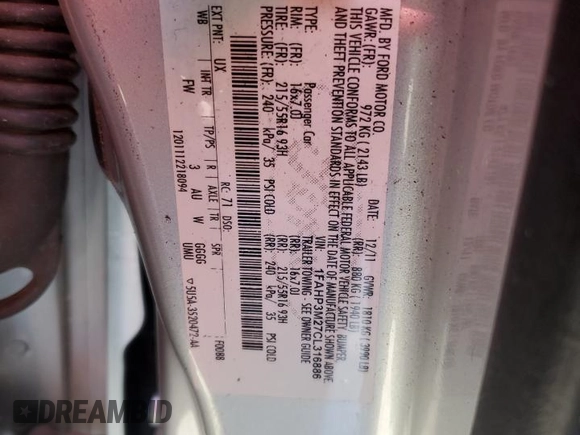 MFD. BY FORD MOTOR CO.
DATE: 12/11 GVWR: 1810 KG (3990 LB)
GAWR: (FR): 972 KG (2143 LB) (RR): 880 KG (1940 LB)
THIS VEHICLE CONFORMS TO ALL APPLICABLE FEDERAL MOTOR VEHICLE SAFETY, BUMPER,
AND THEFT PREVENTION STANDARDS IN EFFECT ON THE DATE OF MANUFACTURE SHOWN ABOVE.
VIN: 1FAHP3M27CL316886
TYPE: Passenger Car TRAILER TOWING - SEE OWNER GUIDE
RIM: (FR): 16x7.0J (RR): 16x7.0J
TIRE: (FR): 215/55R16 93H (RR): 215/55R16 93H
PRESSURE: (FR): 240 kPa/ 35 PSI COLD (RR): 240 kPa/ 35 PSI COLD
EXT PNT: UX RC: 71 DSO: F0088
WB INT TR TP/PS R AXLE TR SPR
FW 3 AU W GGGG
1201117218094 UMU ▽5U5A-3520472-AA
DREAMBID